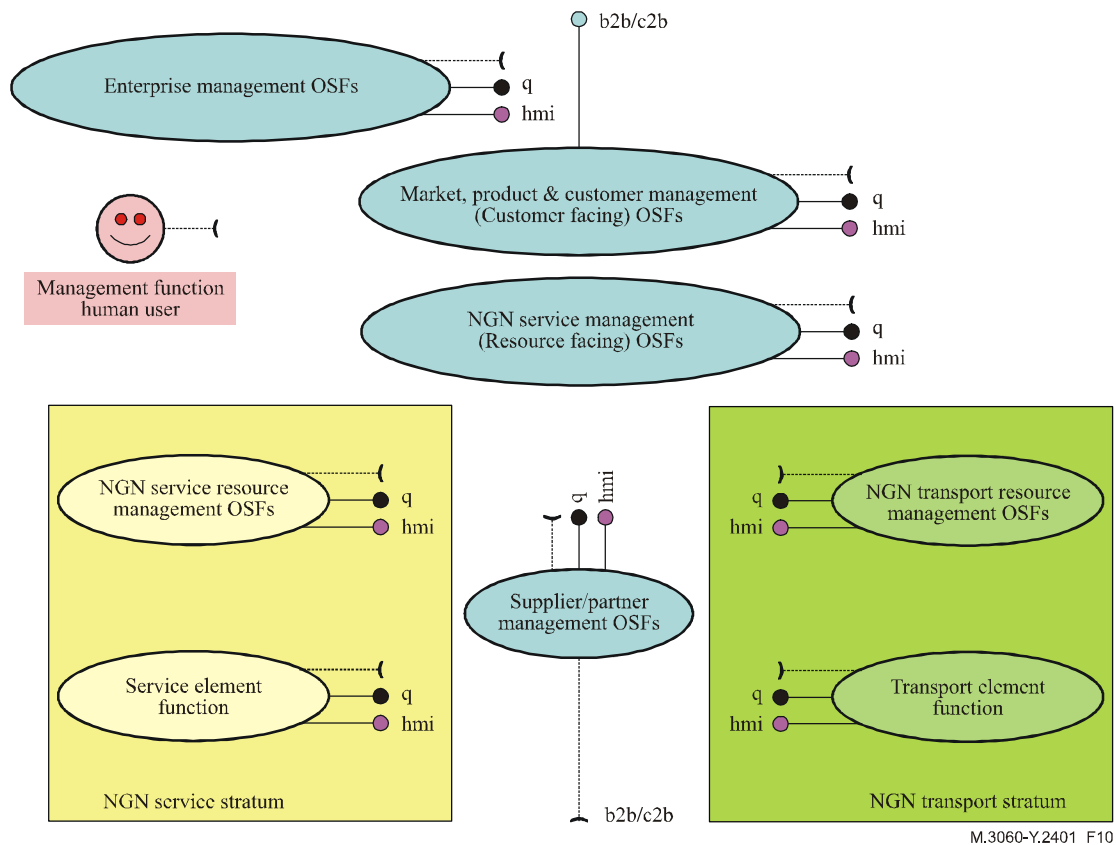 b2b/c2b
Enterprise management OSFs
q
hmi
Market, product & customer management
(Customer facing) OSFs
q
hmi
Management function
human user
NGN service management
(Resource facing) OSFs
q
hmi
NGN service resource
management OSFs
q
hmi
q
hmi
NGN transport resource
management OSFs
q
hmi
Supplier/partner
management OSFs
Service element
function
q
hmi
Transport element
function
q
hmi
NGN service stratum
b2b/c2b
NGN transport stratum
M.3060-Y.2401_F10